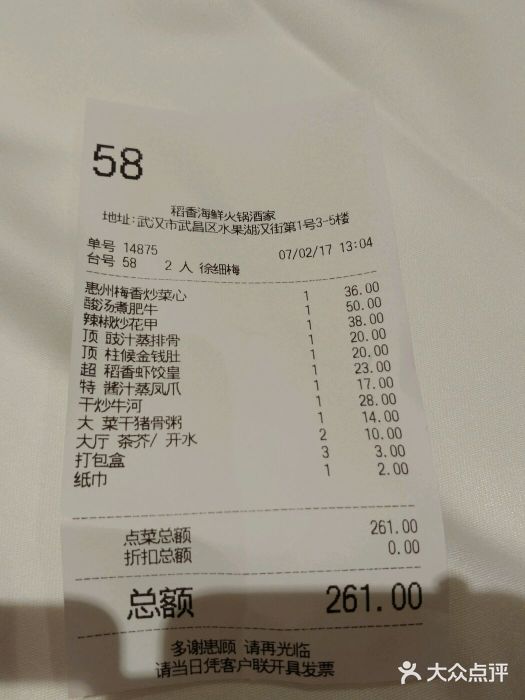 58
稻香海鲜火锅酒家
地址:武汉市武昌区水果湖汉街第1号3-5楼
单号 14875 07/02/17 13:04
台号 58 2 人 徐细梅
惠州梅香炒菜心 1 36.00
酸汤煮肥牛 1 50.00
辣椒炒花甲 1 38.00
顶 豉汁蒸排骨 1 20.00
顶 柱候金钱肚 1 20.00
超 稻香虾饺皇 1 23.00
特 酱汁蒸凤爪 1 17.00
干炒牛河 1 28.00
大 菜干猪骨粥 1 14.00
大厅 茶芥/ 开水 2 10.00
打包盒 3 3.00
纸巾 1 2.00
点菜总额 261.00
折扣总额 0.00
总额 261.00
多谢惠顾 请再光临
请当日凭客户联开具发票
大众点评